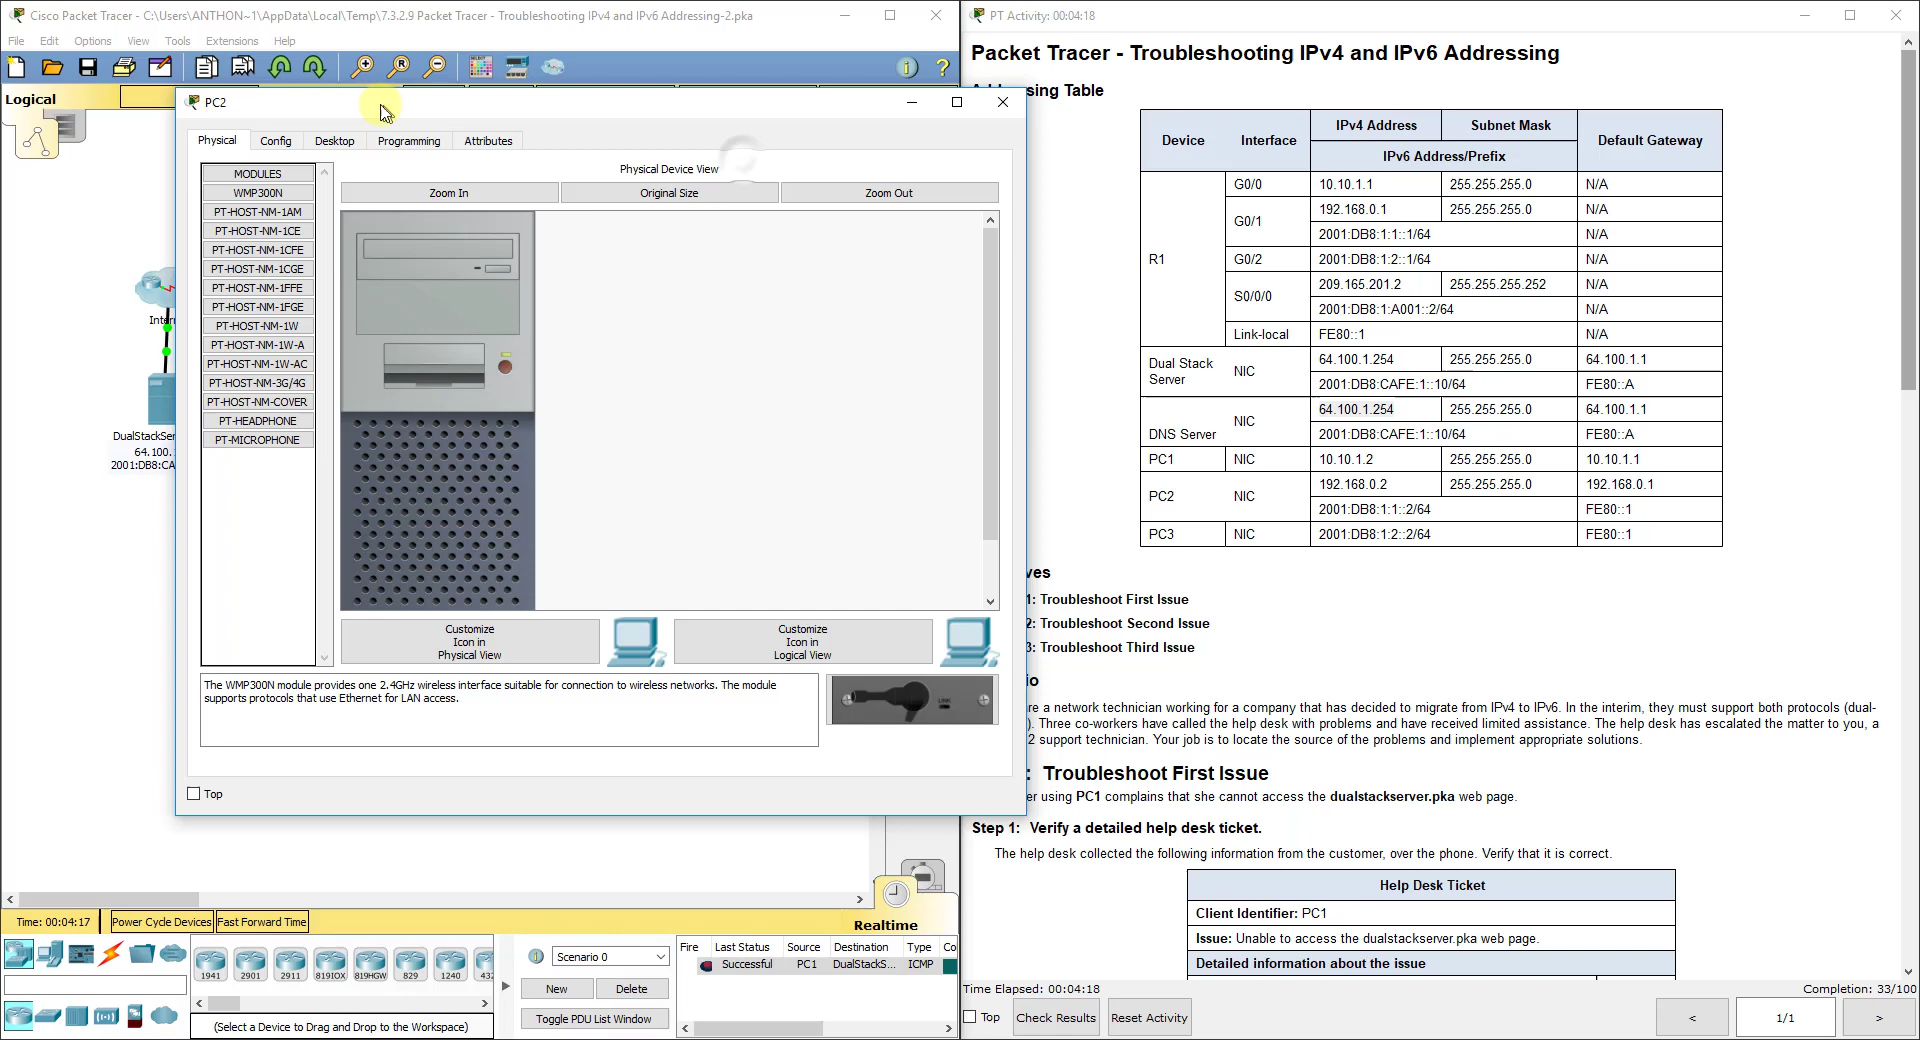 Cisco Packet Tracer - C:\Users\ANTHON~1\AppData\Local\Temp\7.3.2.9 Packet Tracer - Troubleshooting IPv4 and IPv6 Addressing-2.pka
File Edit Options View Tools Extensions Help
Logical
PC2
Physical Config Desktop Programming Attributes
MODULES
WMP300N
PT-HOST-NM-1AM
PT-HOST-NM-1CE
PT-HOST-NM-1CFE
PT-HOST-NM-1CGE
PT-HOST-NM-1FFE
PT-HOST-NM-1FGE
PT-HOST-NM-1W
PT-HOST-NM-1W-A
PT-HOST-NM-1W-AC
PT-HOST-NM-3G/4G
PT-HOST-NM-COVER
PT-HEADPHONE
PT-MICROPHONE
Physical Device View
Zoom In Original Size Zoom Out
Customize
Icon in
Physical View
Customize
Icon in
Logical View
The WMP300N module provides one 2.4GHz wireless interface suitable for connection to wireless networks. The module
supports protocols that use Ethernet for LAN access.
LINK
Top
Inter
DualStackSer
64.100.
2001:DB8:CA
Time: 00:04:17 Power Cycle Devices Fast Forward Time
Realtime
1941 2901 2911 819IOX 819HGW 829 1240 432
(Select a Device to Drag and Drop to the Workspace)
Scenario 0
New Delete
Toggle PDU List Window
Fire Last Status Source Destination Type Co
Successful PC1 DualStackS... ICMP
PT Activity: 00:04:18
Packet Tracer - Troubleshooting IPv4 and IPv6 Addressing
sing Table
Device Interface IPv4 Address Subnet Mask Default Gateway
IPv6 Address/Prefix
R1
G0/0 10.10.1.1 255.255.255.0 N/A
G0/1 192.168.0.1 255.255.255.0 N/A
2001:DB8:1:1::1/64 N/A
G0/2 2001:DB8:1:2::1/64 N/A
S0/0/0 209.165.201.2 255.255.255.252 N/A
2001:DB8:1:A001::2/64 N/A
Link-local FE80::1 N/A
Dual Stack Server NIC 64.100.1.254 255.255.255.0 64.100.1.1
2001:DB8:CAFE:1::10/64 FE80::A
DNS Server NIC 64.100.1.254 255.255.255.0 64.100.1.1
2001:DB8:CAFE:1::10/64 FE80::A
PC1 NIC 10.10.1.2 255.255.255.0 10.10.1.1
PC2 NIC 192.168.0.2 255.255.255.0 192.168.0.1
2001:DB8:1:1::2/64 FE80::1
PC3 NIC 2001:DB8:1:2::2/64 FE80::1
ves
1: Troubleshoot First Issue
2: Troubleshoot Second Issue
3: Troubleshoot Third Issue
io
re a network technician working for a company that has decided to migrate from IPv4 to IPv6. In the interim, they must support both protocols (dual-
). Three co-workers have called the help desk with problems and have received limited assistance. The help desk has escalated the matter to you, a
2 support technician. Your job is to locate the source of the problems and implement appropriate solutions.
: Troubleshoot First Issue
er using PC1 complains that she cannot access the dualstackserver.pka web page.
Step 1: Verify a detailed help desk ticket.
The help desk collected the following information from the customer, over the phone. Verify that it is correct.
Help Desk Ticket
Client Identifier: PC1
Issue: Unable to access the dualstackserver.pka web page.
Detailed information about the issue
Time Elapsed: 00:04:18 Completion: 33/100
Top Check Results Reset Activity < 1/1 >